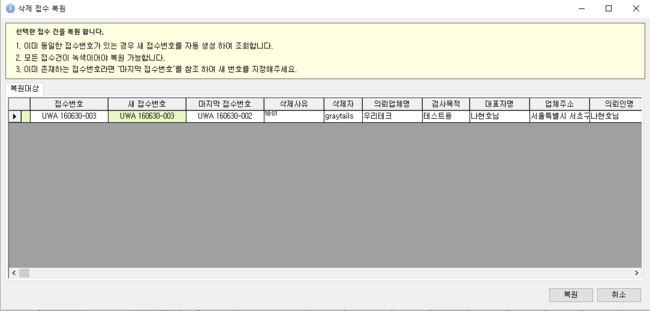 삭제 접수 복원
선택한 접수 건을 복원 합니다.
1. 이미 동일한 접수번호가 있는 경우 새 접수번호를 자동 생성 하여 조회합니다.
2. 모든 접수건이 녹색이어야 복원 가능합니다.
3. 이미 존재하는 접수번호라면 "마지막 접수번호"를 참조 하여 새 번호를 지정해주세요.
복원대상
접수번호 새 접수번호 마지막 접수번호 삭제사유 삭제자 의뢰업체명 검사목적 대표자명 업체주소 의뢰인명
UWA 160630-003 UWA 160630-003 UWA 160630-002 test graytails 우리테크 테스트용 나현호님 서울특별시 서초구 나현호님
복원 취소